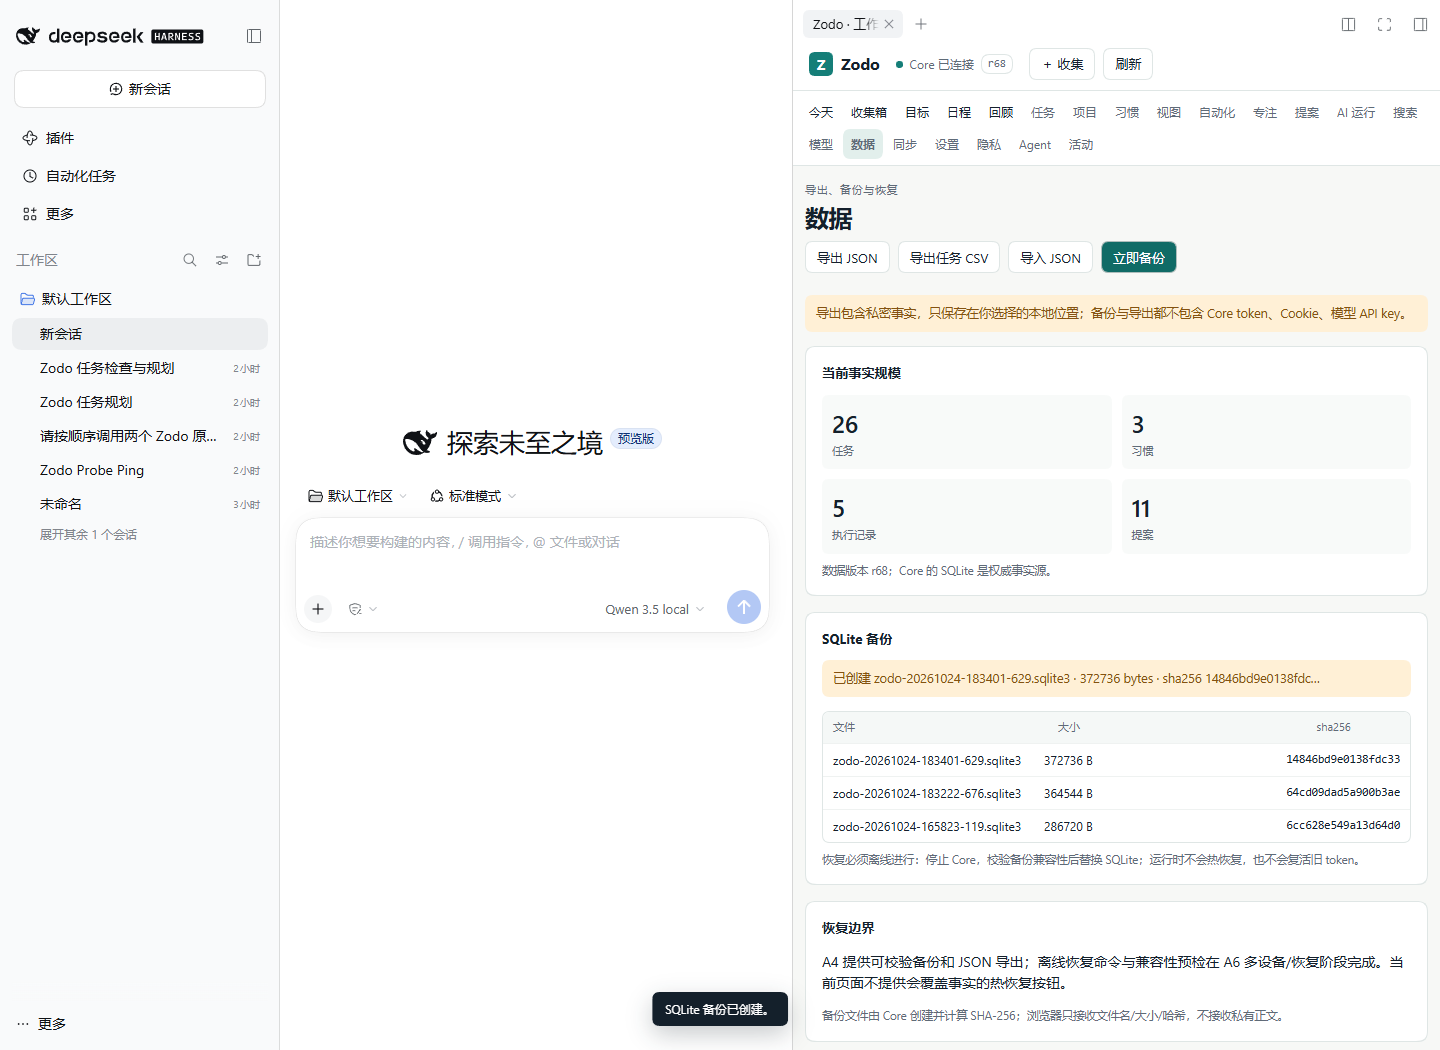 deepseek HARNESS
新会话
插件
自动化任务
更多
工作区
默认工作区
新会话
Zodo 任务检查与规划 2 小时
Zodo 任务规划 2 小时
请按顺序调用两个 Zodo 原... 2 小时
Zodo Probe Ping 2 小时
未命名 3 小时
展开其余 1 个会话
··· 更多
探索未至之境 预览版
默认工作区 标准模式
描述你想要构建的内容, / 调用指令, @ 文件或对话
Qwen 3.5 local
SQLite 备份已创建。
Zodo · 工作
Z Zodo Core 已连接 r68 + 收集 刷新
今天 收集箱 目标 日程 回顾 任务 项目 习惯 视图 自动化 专注 提案 AI 运行 搜索
模型 数据 同步 设置 隐私 Agent 活动
导出、备份与恢复
数据
导出 JSON 导出任务 CSV 导入 JSON 立即备份
导出包含私密事实，只保存在你选择的本地位置；备份与导出都不包含 Core token、Cookie、模型 API key。
当前事实规模
26 3
任务 习惯
5 11
执行记录 提案
数据版本 r68；Core 的 SQLite 是权威事实源。
SQLite 备份
已创建 zodo-20261024-183401-629.sqlite3 · 372736 bytes · sha256 14846bd9e0138fdc...
文件 大小 sha256
zodo-20261024-183401-629.sqlite3 372736 B 14846bd9e0138fdc33
zodo-20261024-183222-676.sqlite3 364544 B 64cd09dad5a900b3ae
zodo-20261024-165823-119.sqlite3 286720 B 6cc628e549a13d64d0
恢复必须离线进行：停止 Core，校验备份兼容性后替换 SQLite；运行时不会热恢复，也不会复活旧 token。
恢复边界
A4 提供可校验备份和 JSON 导出；离线恢复命令与兼容性预检在 A6 多设备/恢复阶段完成。当
前页面不提供会覆盖事实的热恢复按钮。
备份文件由 Core 创建并计算 SHA-256；浏览器只接收文件名/大小/哈希，不接收私有正文。